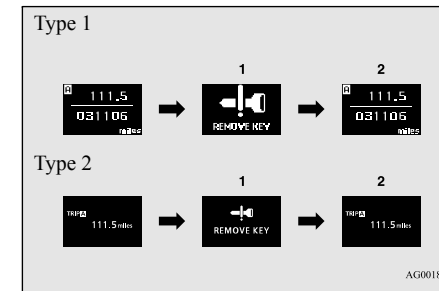 Type 1
1 2
A
111.5
031106
miles
REMOVE KEY
A
111.5
031106
miles
Type 2
1 2
TRIP A
111.5 miles
REMOVE KEY
TRIP A
111.5 miles
AG0018